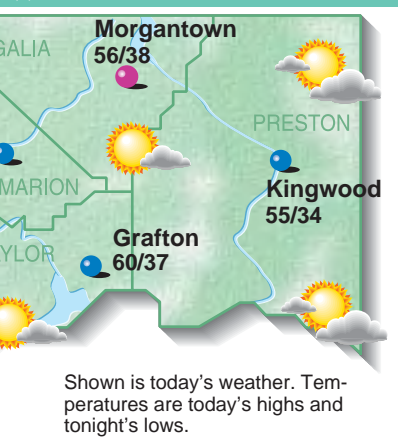 Morgantown
56/38
GALIA
PRESTON
MARION
Kingwood
55/34
Grafton
60/37
YLOR
Shown is today's weather. Tem-
peratures are today's highs and
tonight's lows.